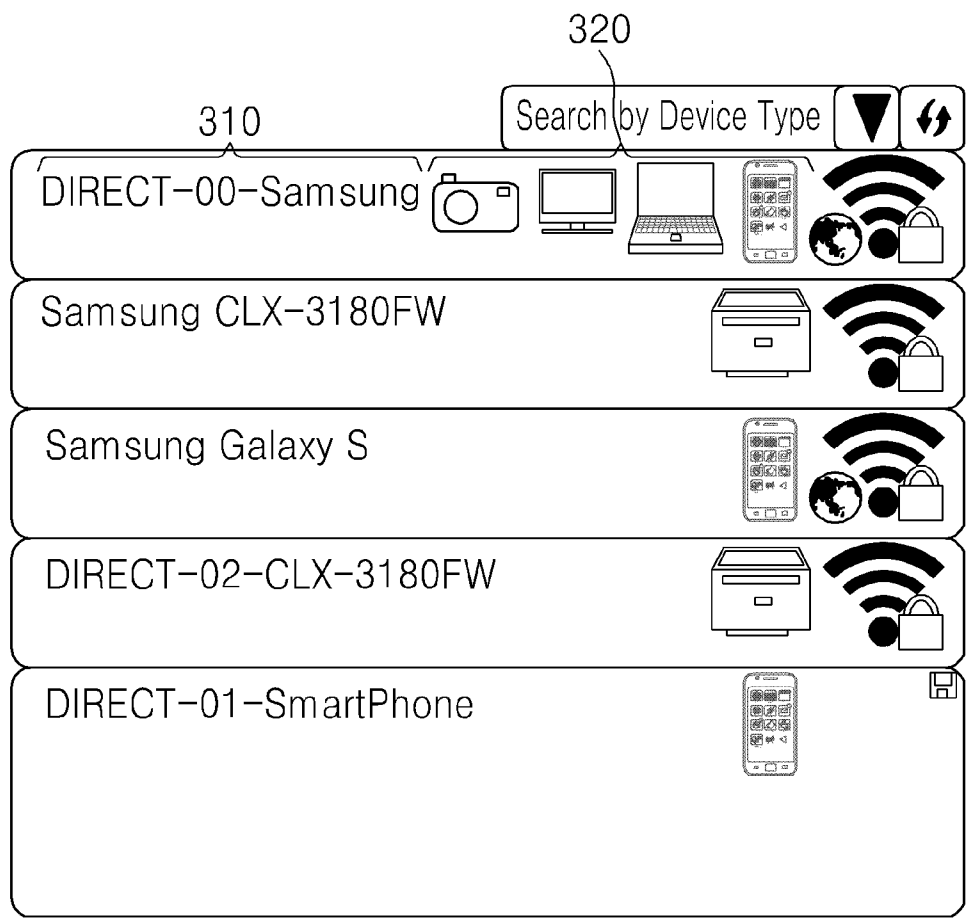 320
310
Search by Device Type
DIRECT-00-Samsung
Samsung CLX-3180FW
Samsung Galaxy S
DIRECT-02-CLX-3180FW
DIRECT-01-SmartPhone